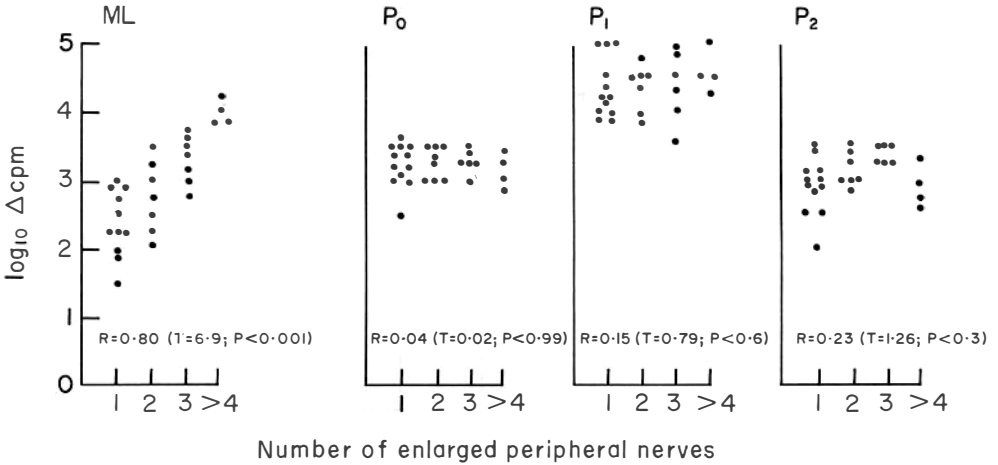 ML P₀ P₁ P₂
5
4
3
2
1
0
log₁₀ Δcpm
R=0·80 (T=6·9; P<0·001) R=0·04 (T=0·02; P<0·99) R=0·15 (T=0·79; P<0·6) R=0·23 (T=1·26; P<0·3)
1 2 3 >4 1 2 3 >4 1 2 3 >4 1 2 3 >4
Number of enlarged peripheral nerves